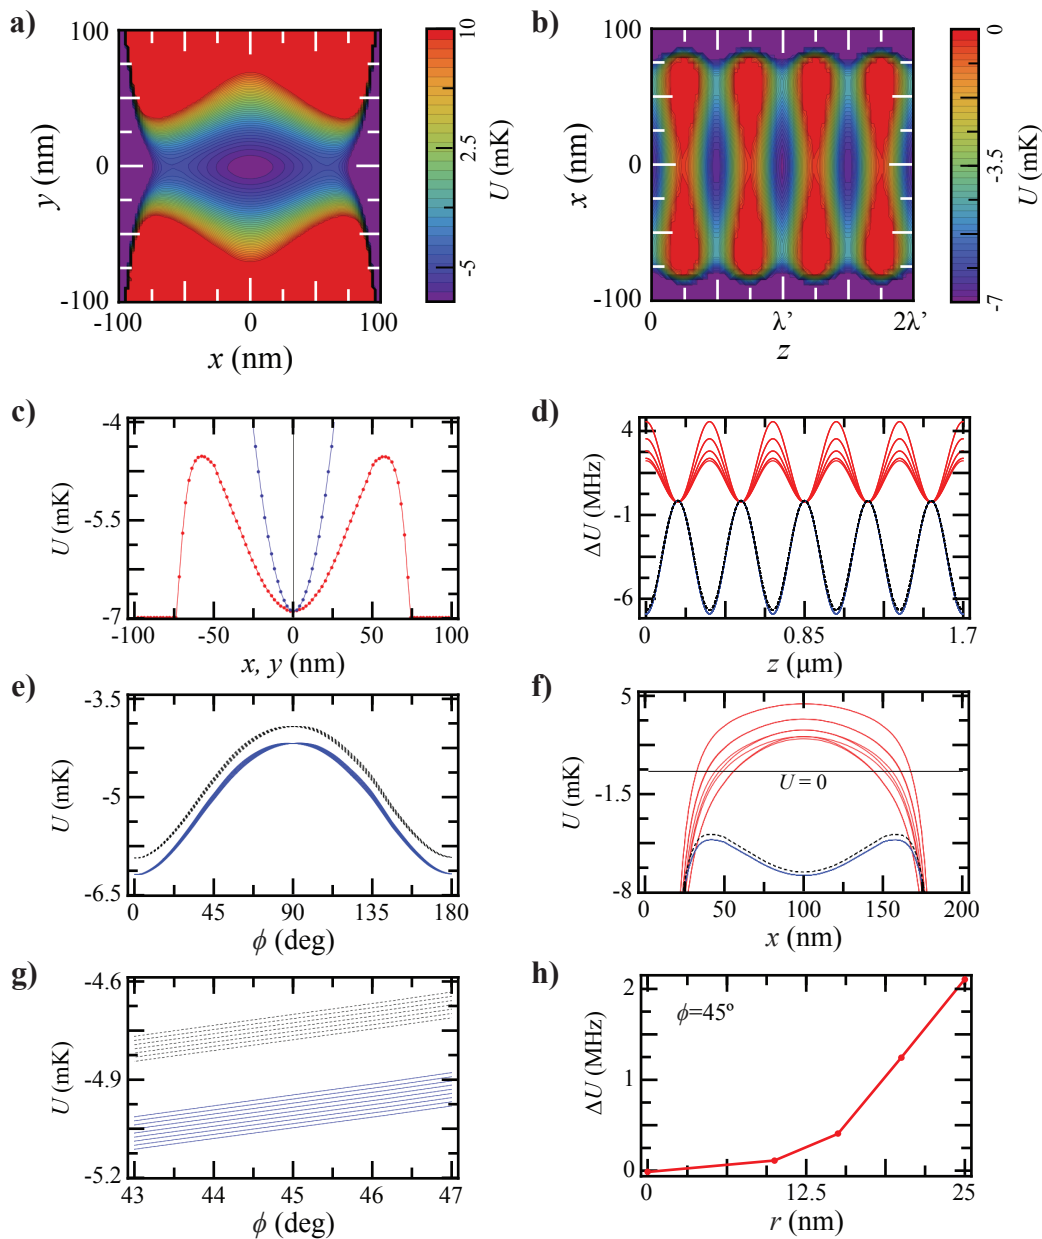 a)
100
0
-100
y (nm)
-100
0
100
x (nm)
10
2.5
-5
U (mK)
b)
100
0
-100
x (nm)
0
λ’
2λ’
z
0
-3.5
-7
U (mK)
c)
-4
-5.5
-7
U (mK)
-100
-50
0
50
100
x, y (nm)
d)
4
-1
-6
ΔU (MHz)
0
0.85
1.7
z (μm)
e)
-3.5
-5
-6.5
U (mK)
0
45
90
135
180
ϕ (deg)
f)
5
-1.5
-8
U (mK)
U = 0
0
50
100
150
200
x (nm)
g)
-4.6
-4.9
-5.2
U (mK)
43
44
45
46
47
ϕ (deg)
h)
2
1
0
ΔU (MHz)
ϕ=45º
0
12.5
25
r (nm)